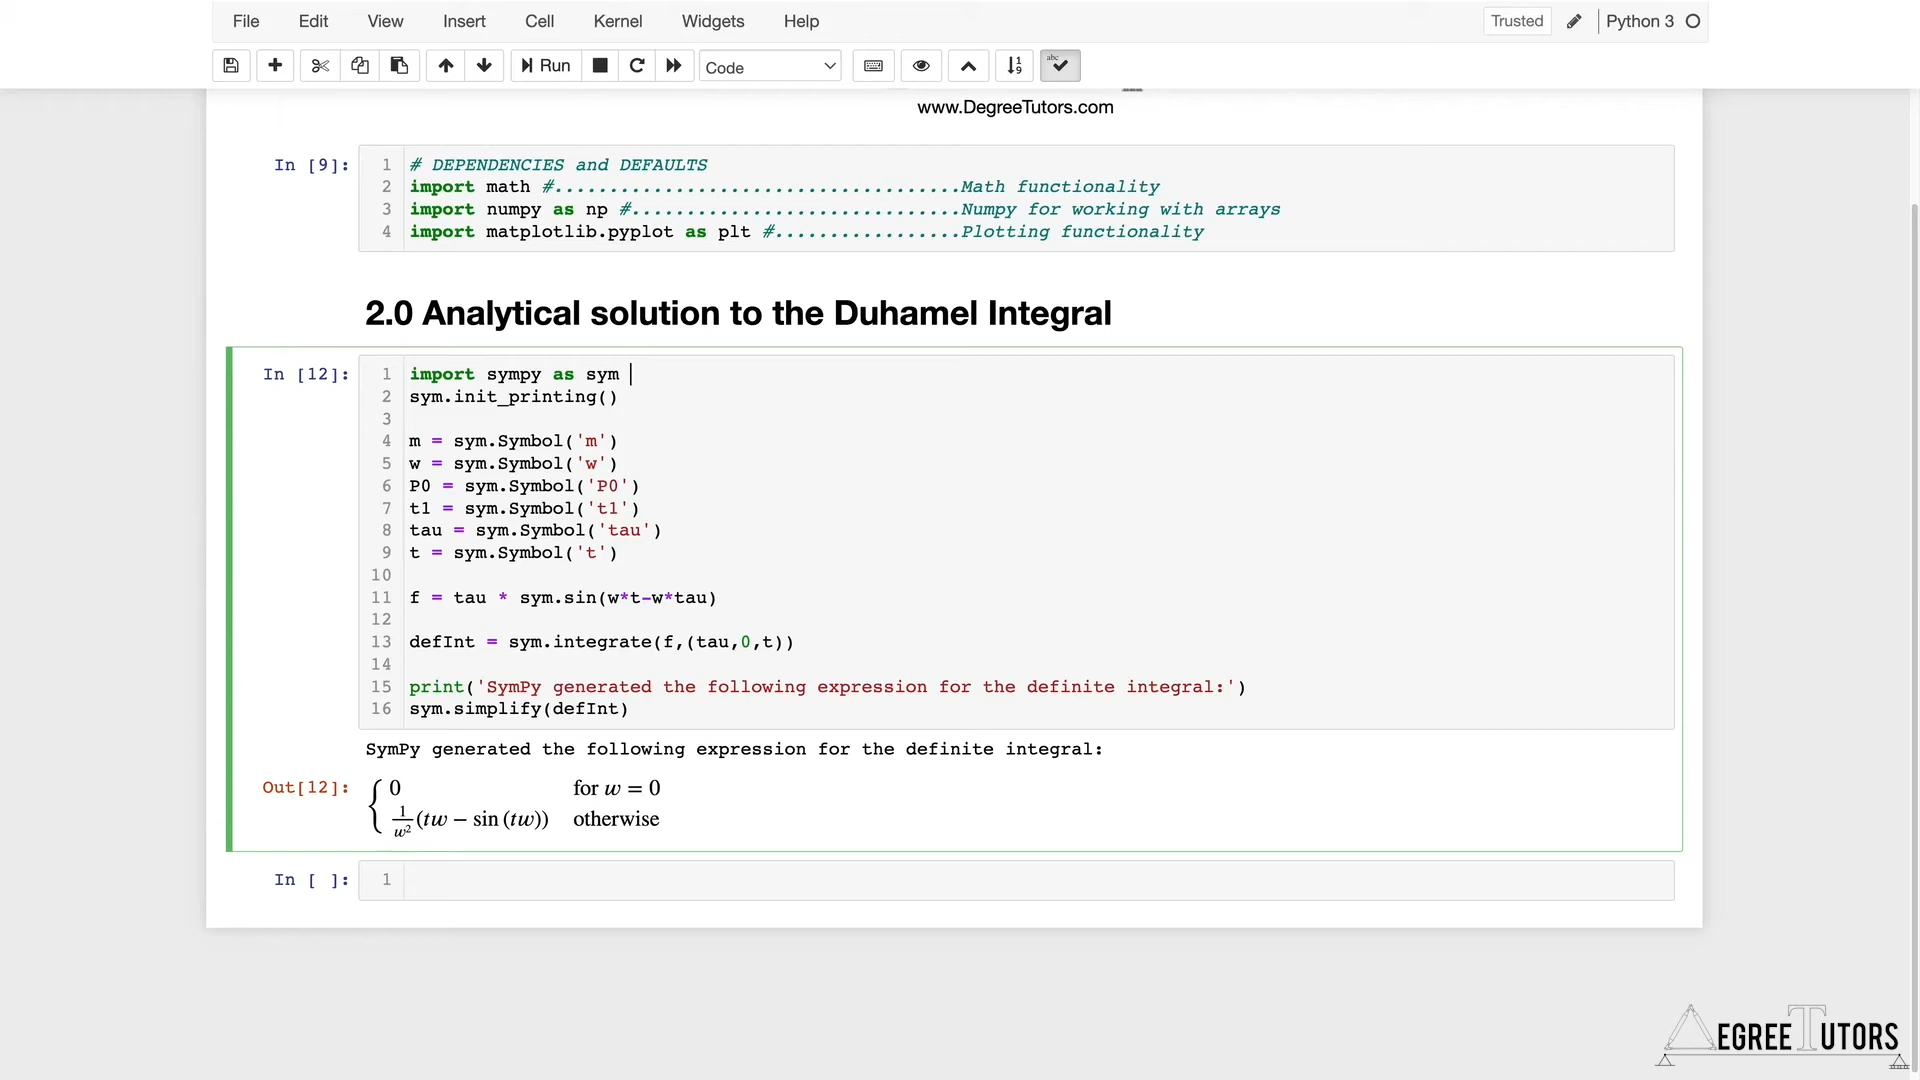 File Edit View Insert Cell Kernel Widgets Help Trusted Python 3
Run Code
www.DegreeTutors.com
In [9]:
1 # DEPENDENCIES and DEFAULTS
2 import math #.....................................Math functionality
3 import numpy as np #..............................Numpy for working with arrays
4 import matplotlib.pyplot as plt #.................Plotting functionality
2.0 Analytical solution to the Duhamel Integral
In [12]:
1 import sympy as sym
2 sym.init_printing()
3
4 m = sym.Symbol('m')
5 w = sym.Symbol('w')
6 P0 = sym.Symbol('P0')
7 t1 = sym.Symbol('t1')
8 tau = sym.Symbol('tau')
9 t = sym.Symbol('t')
10
11 f = tau * sym.sin(w*t-w*tau)
12
13 defInt = sym.integrate(f,(tau,0,t))
14
15 print('SymPy generated the following expression for the definite integral:')
16 sym.simplify(defInt)
SymPy generated the following expression for the definite integral:
Out[12]:
0 for w = 0
1/w² (tw − sin (tw)) otherwise
In [ ]: 1
DEGREETUTORS